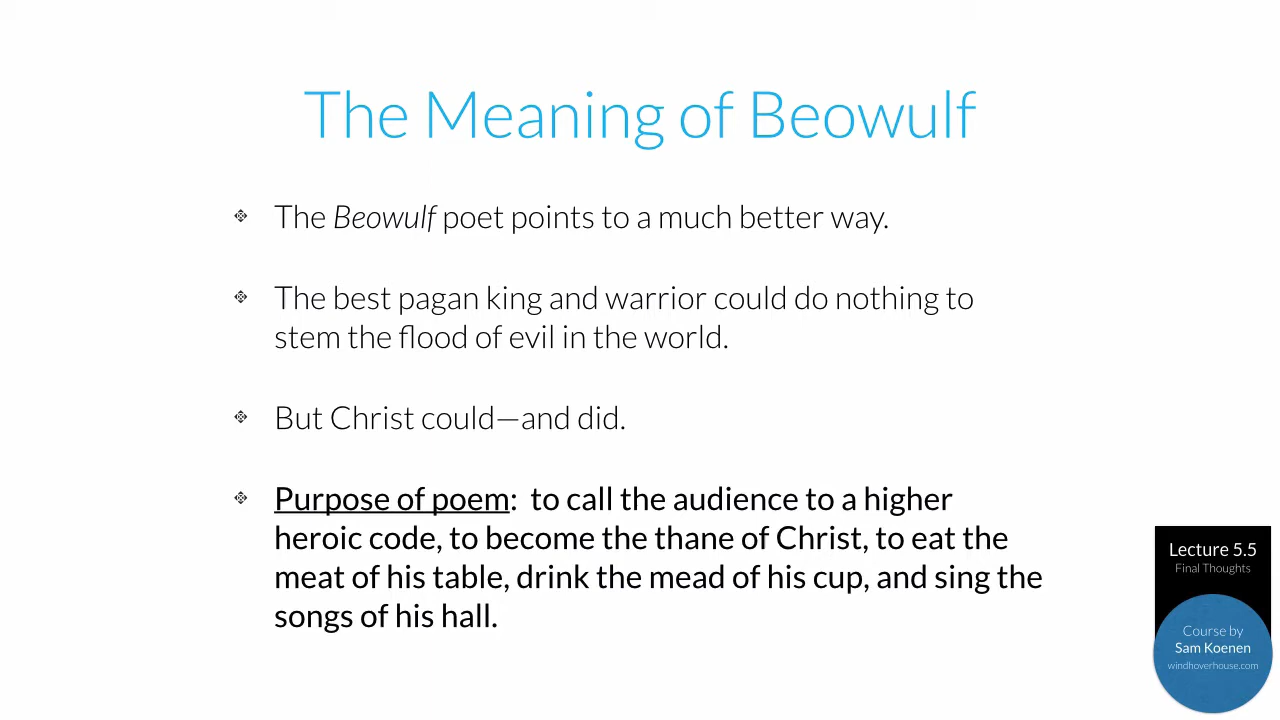 The Meaning of Beowulf
The Beowulf poet points to a much better way.
The best pagan king and warrior could do nothing to
stem the flood of evil in the world.
But Christ could—and did.
Purpose of poem:  to call the audience to a higher
heroic code, to become the thane of Christ, to eat the
meat of his table, drink the mead of his cup, and sing the
songs of his hall.
Lecture 5.5
Final Thoughts
Course by
Sam Koenen
windhoverhouse.com